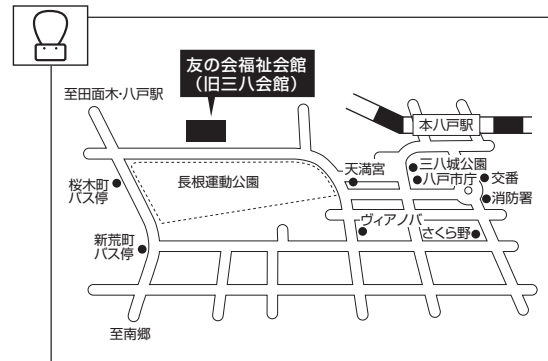 友の会福祉会館
（旧三八会館）
至田面木・八戸駅
本八戸駅
天満宮
三八城公園
八戸市庁
交番
消防署
桜木町
バス停
長根運動公園
ヴィアノバ
さくら野
新荒町
バス停
至南郷